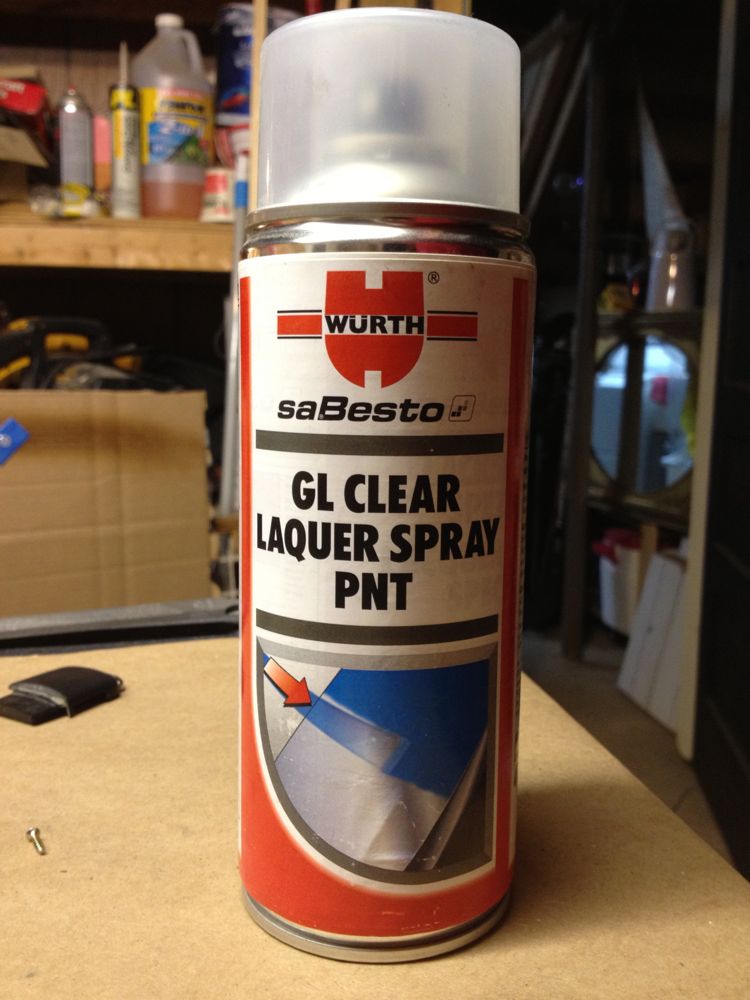 WÜRTH®
saBesto
GL CLEAR
LAQUER SPRAY
PNT